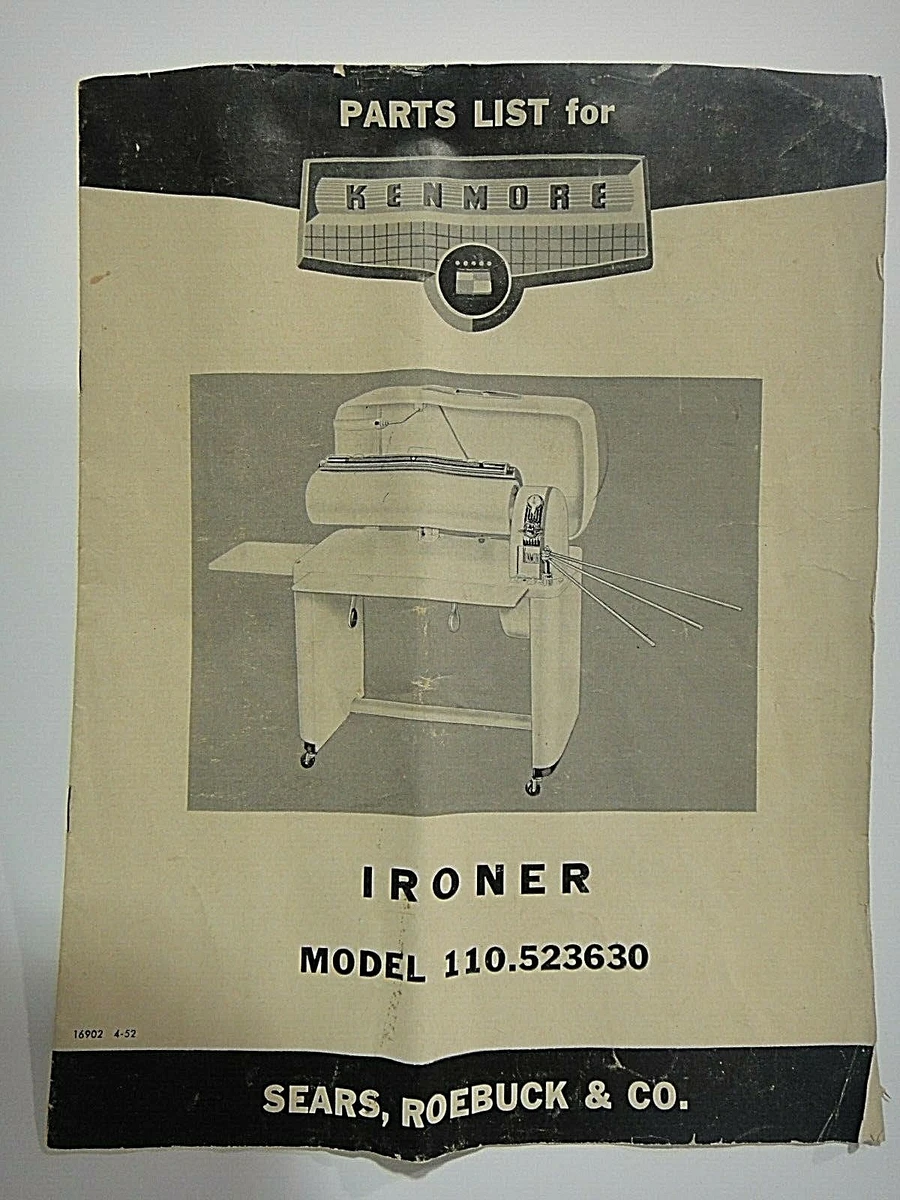 PARTS LIST for
KENMORE
IRONER
MODEL 110.523630
16902 4-52
SEARS, ROEBUCK & CO.